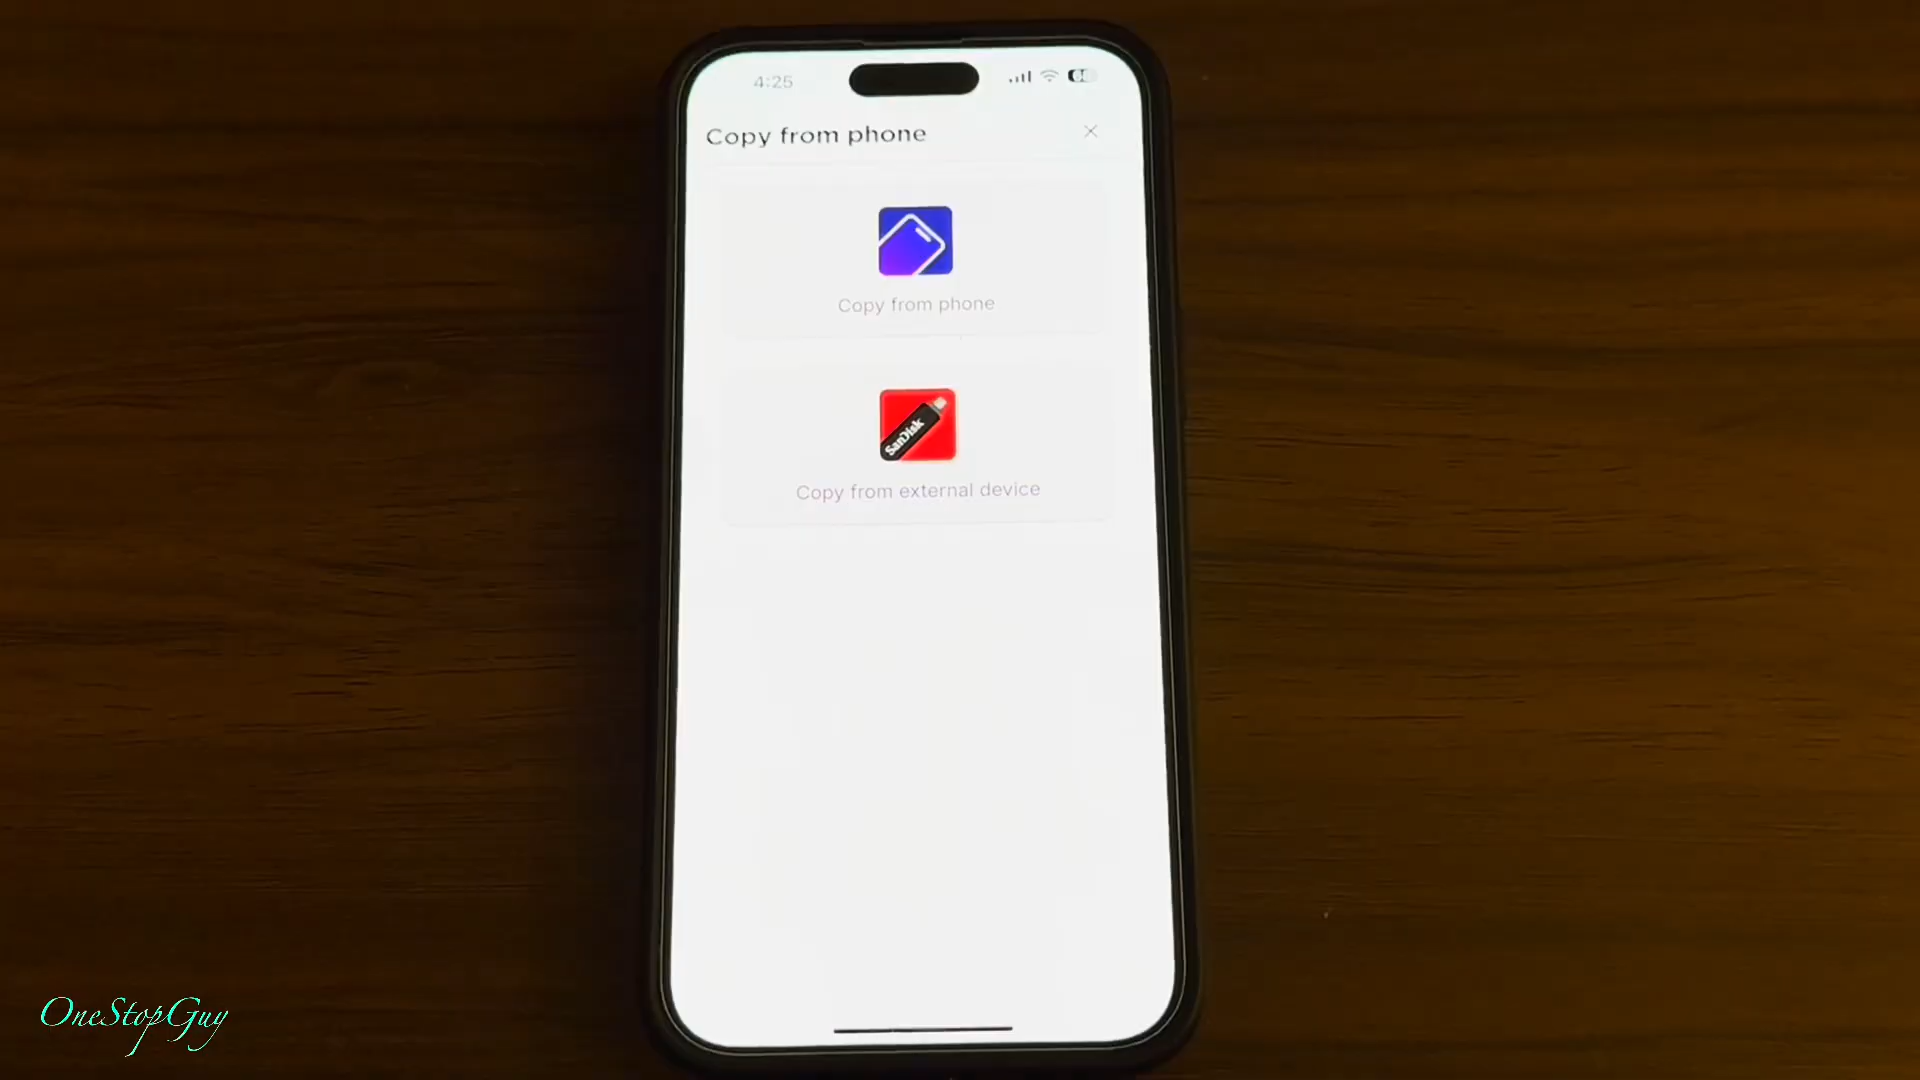 4:25
Copy from phone
Copy from phone
SanDisk
Copy from external device
OneStopGuy